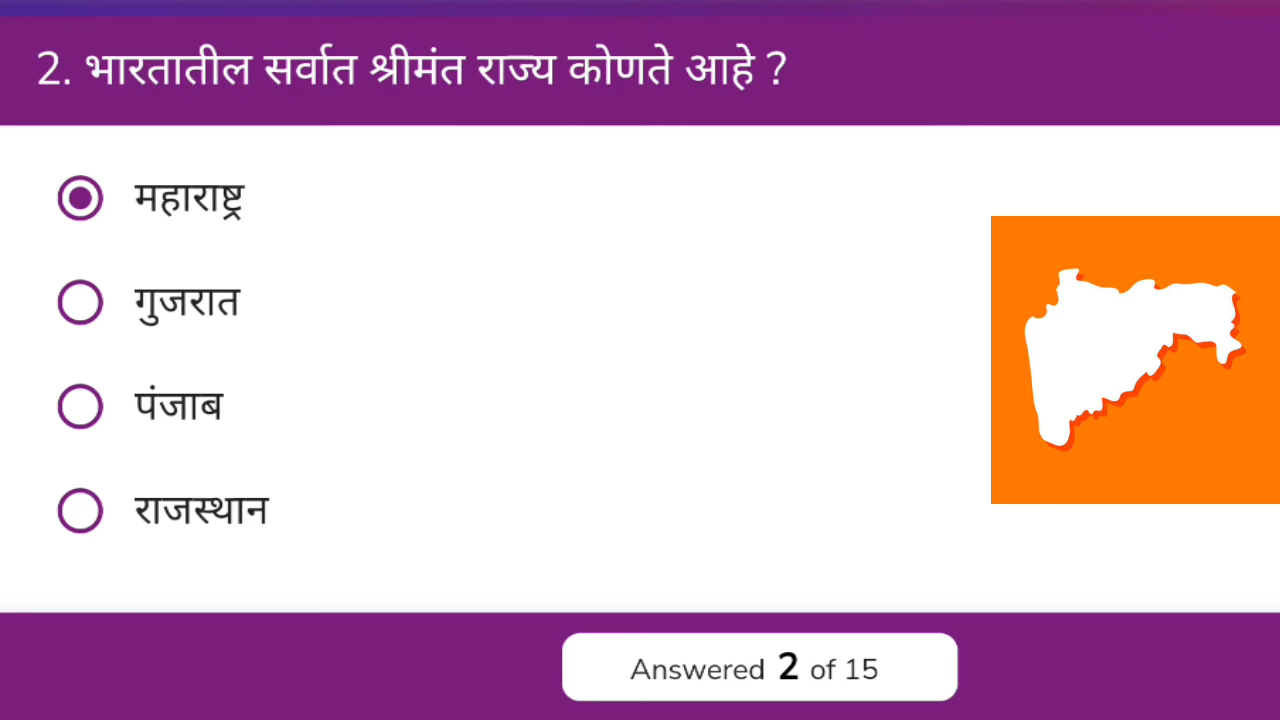 2. भारतातील सर्वात श्रीमंत राज्य कोणते आहे ?
महाराष्ट्र
गुजरात
पंजाब
राजस्थान
Answered 2 of 15